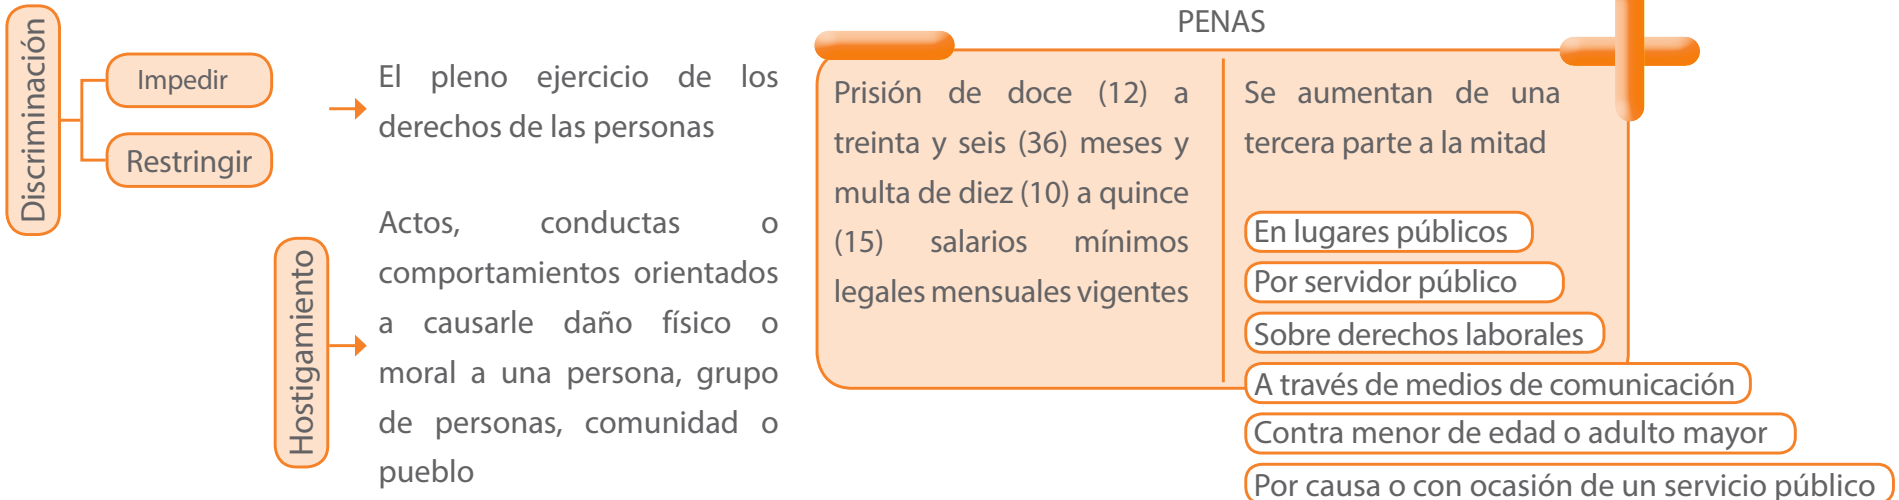 Discriminación
Impedir
Restringir
El pleno ejercicio de los
derechos de las personas
Hostigamiento
Actos, conductas o
comportamientos orientados
a causarle daño físico o
moral a una persona, grupo
de personas, comunidad o
pueblo
PENAS
Prisión de doce (12) a
treinta y seis (36) meses y
multa de diez (10) a quince
(15) salarios mínimos
legales mensuales vigentes
Se aumentan de una
tercera parte a la mitad
En lugares públicos
Por servidor público
Sobre derechos laborales
A través de medios de comunicación
Contra menor de edad o adulto mayor
Por causa o con ocasión de un servicio público